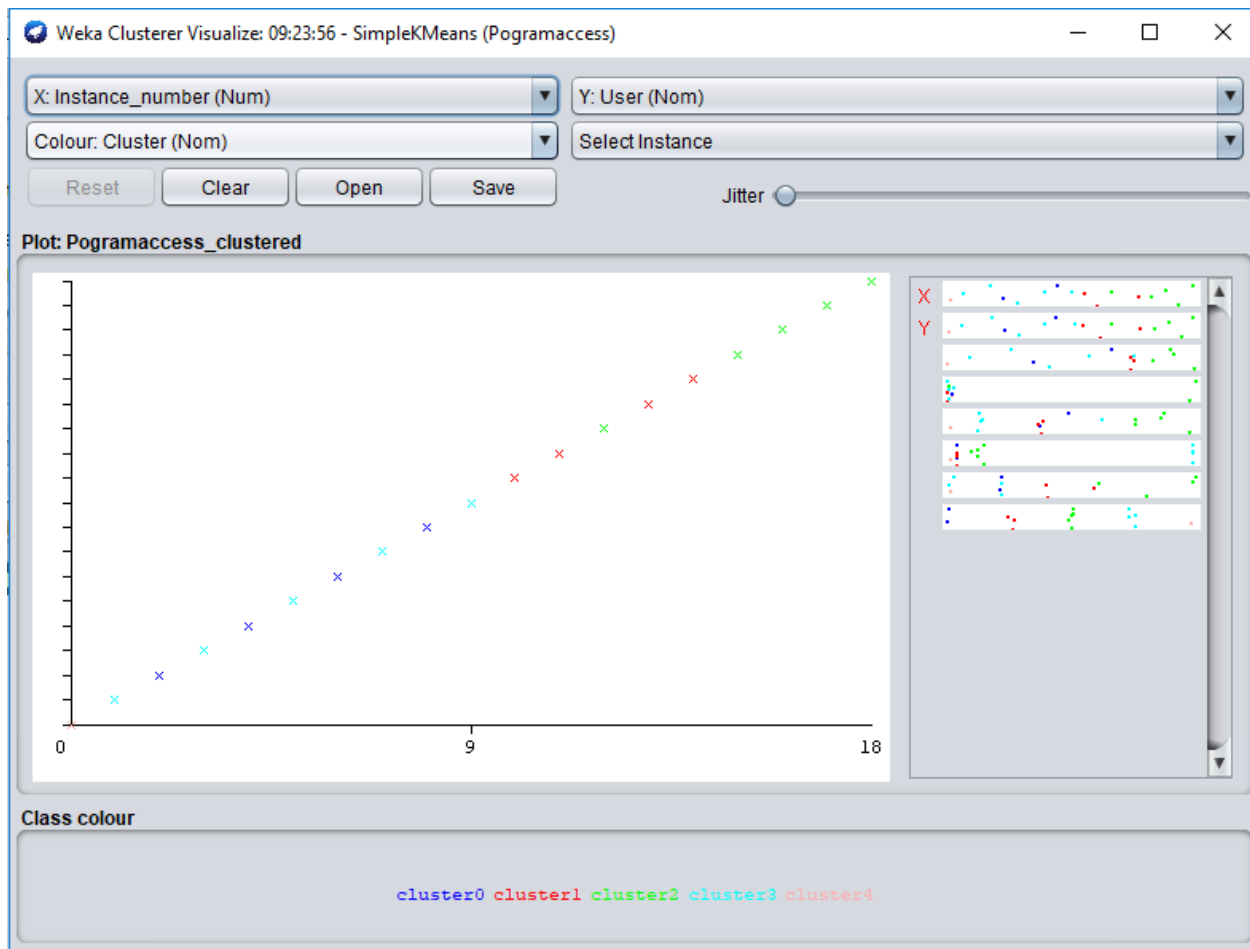 Weka Clusterer Visualize: 09:23:56 - SimpleKMeans (Pogramaccess)
X: Instance_number (Num) Y: User (Nom)
Colour: Cluster (Nom) Select Instance
Reset Clear Open Save Jitter
Plot: Pogramaccess_clustered
X
Y
0 9 18
Class colour
cluster0 cluster1 cluster2 cluster3 cluster4